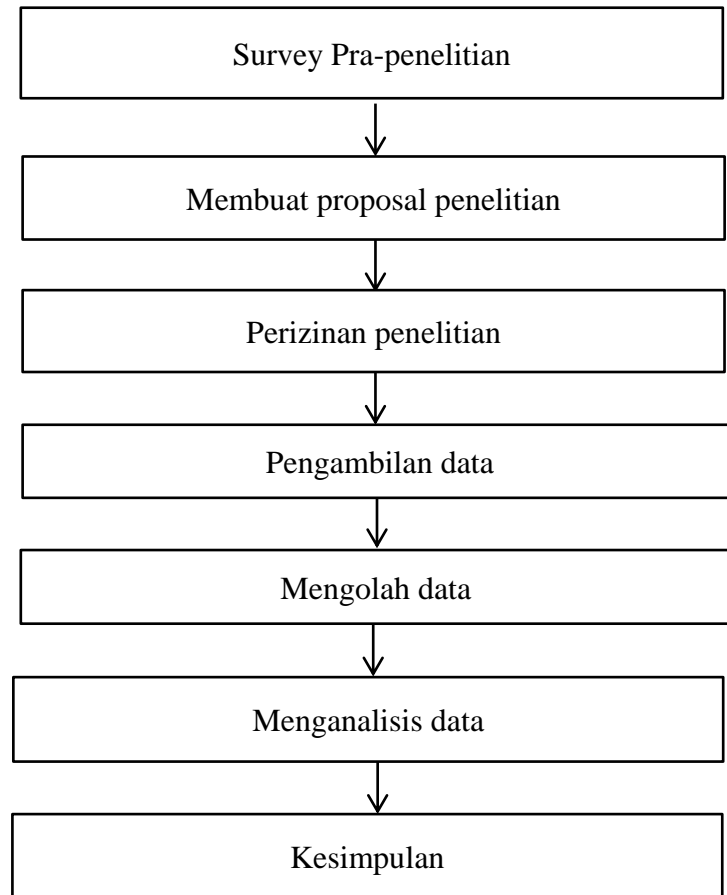 Survey Pra-penelitian
Membuat proposal penelitian
Perizinan penelitian
Pengambilan data
Mengolah data
Menganalisis data
Kesimpulan